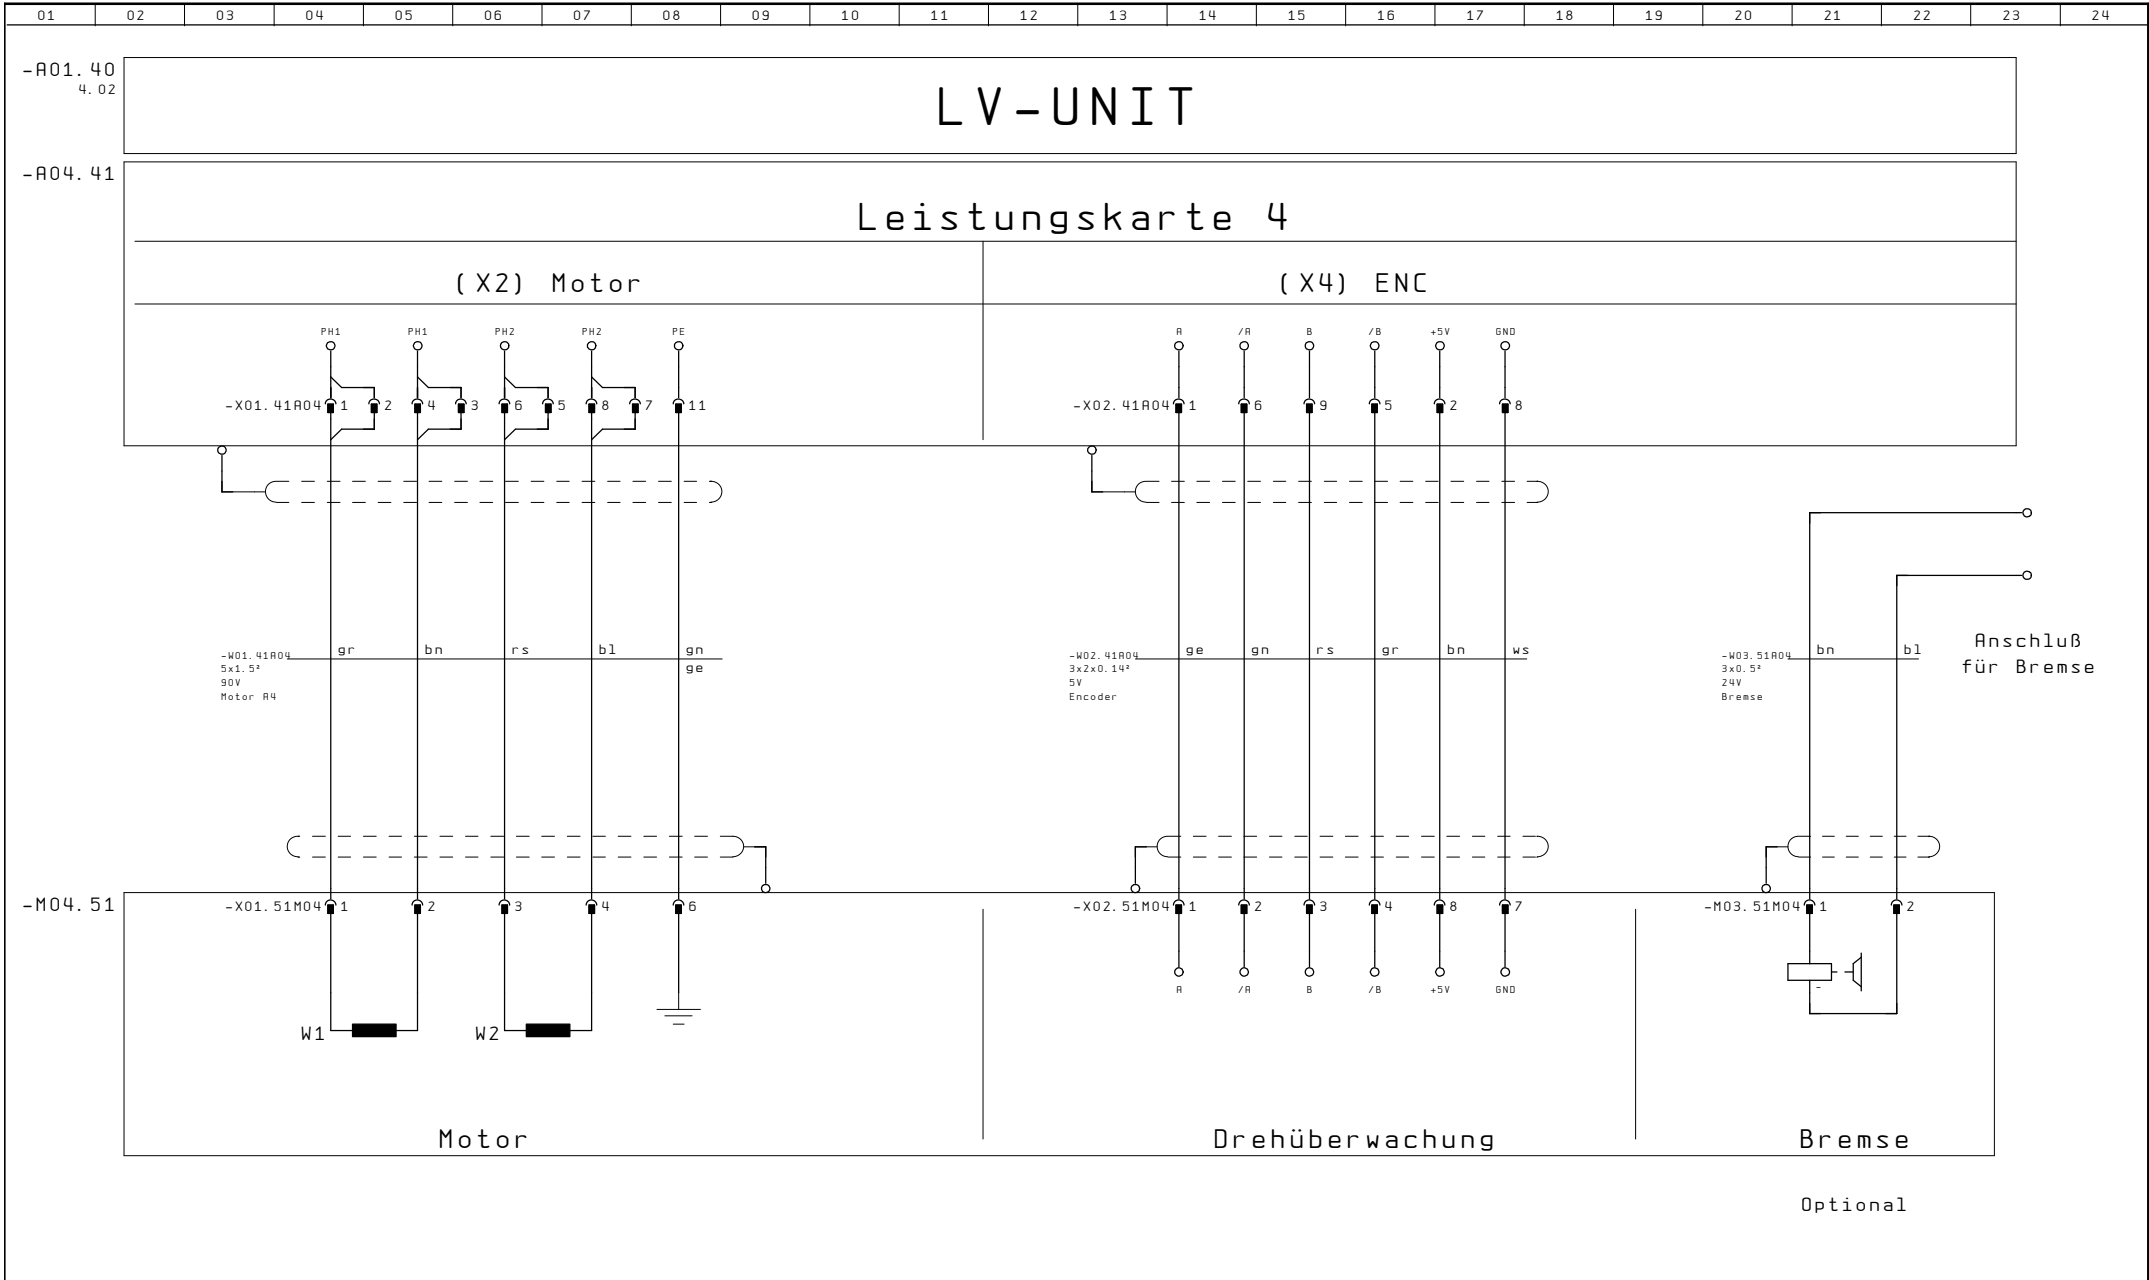 01 02 03 04 05 06 07 08 09 10 11 12 13 14 15 16 17 18 19 20 21 22 23 24
-A01.40
4.02
LV-UNIT
-A04.41
Leistungskarte 4
(X2) Motor (X4) ENC
PH1 PH1 PH2 PH2 PE A /A B /B +5V GND
-X01.41A04 1 2 4 3 6 5 8 7 11 -X02.41A04 1 6 9 5 2 8
gr bn rs bl gn ge gn rs gr bn ws bn bl
ge
-W01.41A04
5x1.5²
90V
Motor A4
-W02.41A04
3x2x0.14²
5V
Encoder
-W03.51A04
3x0.5²
24V
Bremse
Anschluß
für Bremse
-M04.51
-X01.51M04 1 2 3 4 6 -X02.51M04 1 2 3 4 8 7 -M03.51M04 1 2
A /A B /B +5V GND
W1 W2
Motor Drehüberwachung Bremse
Optional